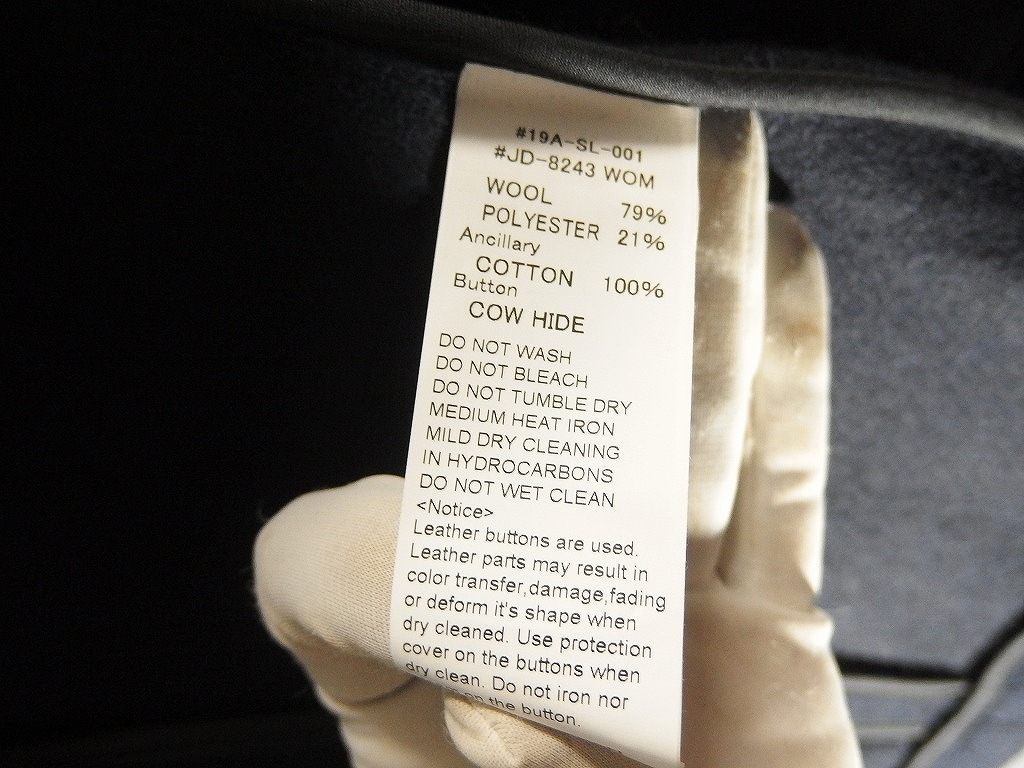 #19A-SL-001
#JD-8243 WOM
WOOL 79%
POLYESTER 21%
Ancillary
COTTON 100%
Button
COW HIDE
DO NOT WASH
DO NOT BLEACH
DO NOT TUMBLE DRY
MEDIUM HEAT IRON
MILD DRY CLEANING
IN HYDROCARBONS
DO NOT WET CLEAN
<Notice>
Leather buttons are used.
Leather parts may result in
color transfer,damage,fading
or deform it's shape when
dry cleaned. Use protection
cover on the buttons when
dry clean. Do not iron nor
on the button.